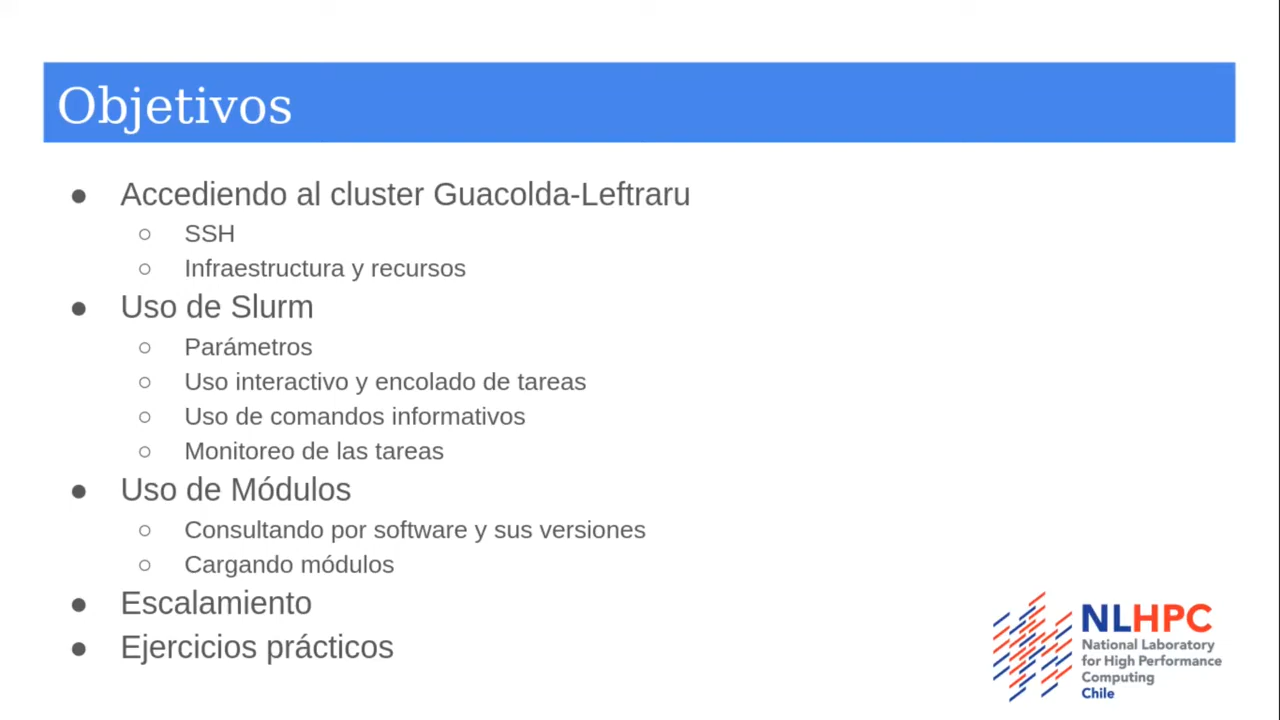 Objetivos
● Accediendo al cluster Guacolda-Leftraru
○ SSH
○ Infraestructura y recursos
● Uso de Slurm
○ Parámetros
○ Uso interactivo y encolado de tareas
○ Uso de comandos informativos
○ Monitoreo de las tareas
● Uso de Módulos
○ Consultando por software y sus versiones
○ Cargando módulos
● Escalamiento
● Ejercicios prácticos
NLHPC
National Laboratory
for High Performance
Computing
Chile